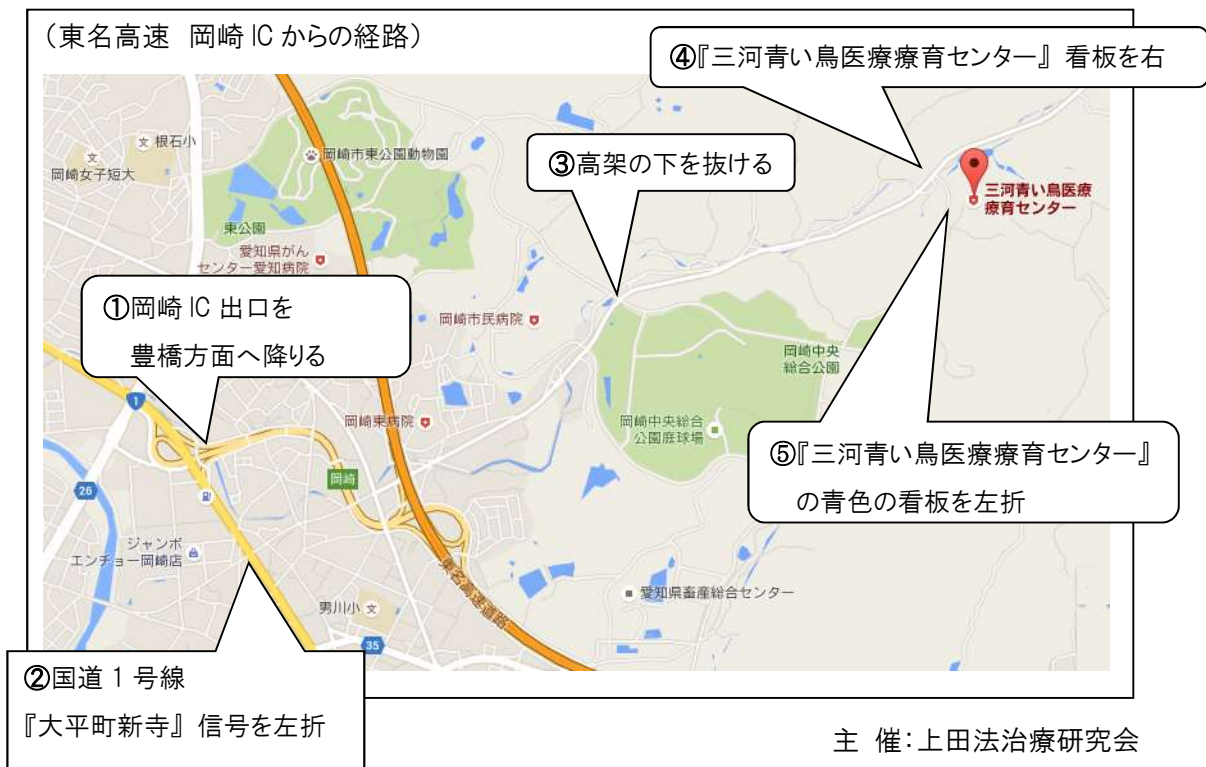 （東名高速　岡崎 IC からの経路）
④『三河青い鳥医療療育センター』 看板を右
③高架の下を抜ける
①岡崎 IC 出口を
豊橋方面へ降りる
⑤『三河青い鳥医療療育センター』
の青色の看板を左折
②国道 1 号線
『大平町新寺』 信号を左折
文 根石小
文
岡崎女子短大
岡崎市東公園動物園
東公園
愛知県がん
センター愛知病院
三河青い鳥医療
療育センター
岡崎市民病院
岡崎中央
総合公園
岡崎東病院
岡崎中央総合
公園庭球場
1
26
岡崎
ジャンボ
エンチョー岡崎店
東名高速道路
愛知県畜産総合センター
男川小 文
35
主 催：上田法治療研究会